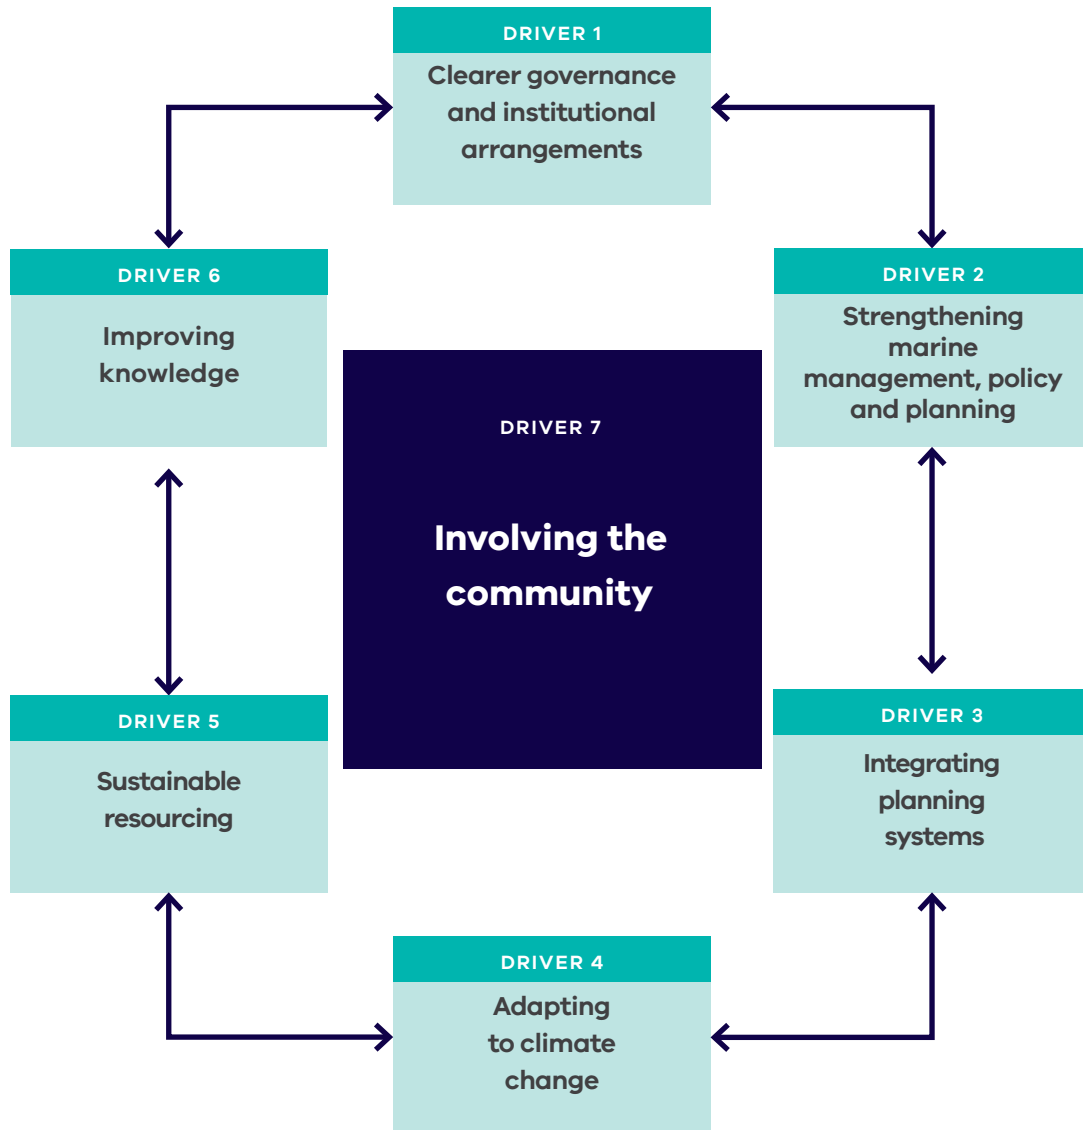 DRIVER 1
Clearer governance
and institutional
arrangements
DRIVER 6
Improving
knowledge
DRIVER 2
Strengthening
marine
management, policy
and planning
DRIVER 7
Involving the
community
DRIVER 5
Sustainable
resourcing
DRIVER 3
Integrating
planning
systems
DRIVER 4
Adapting
to climate
change